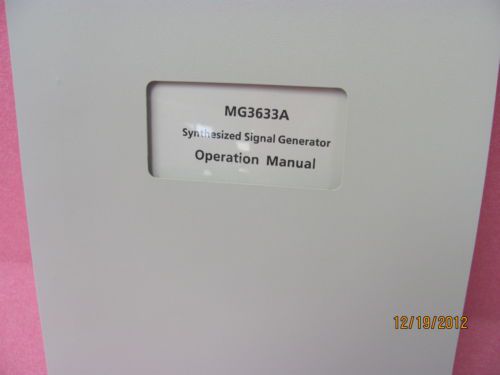 MG3633A
Synthesized Signal Generator
Operation Manual
12/19/2012